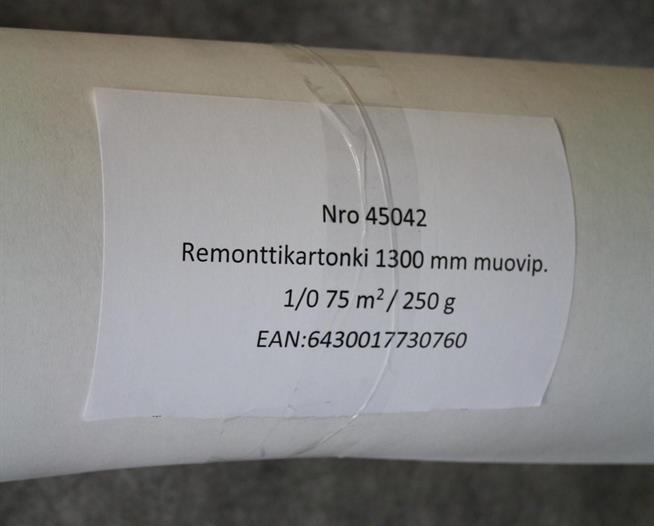 Nro 45042
Remonttikartonki 1300 mm muovip.
1/0 75 m² / 250 g
EAN:6430017730760